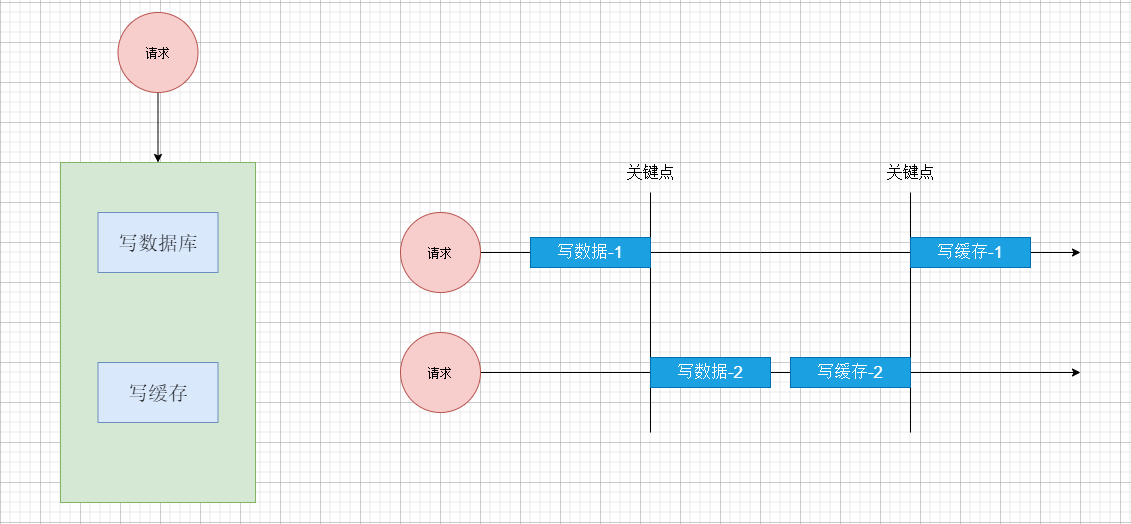 请求
写数据库
写缓存
关键点
关键点
请求
写数据-1
写缓存-1
请求
写数据-2
写缓存-2